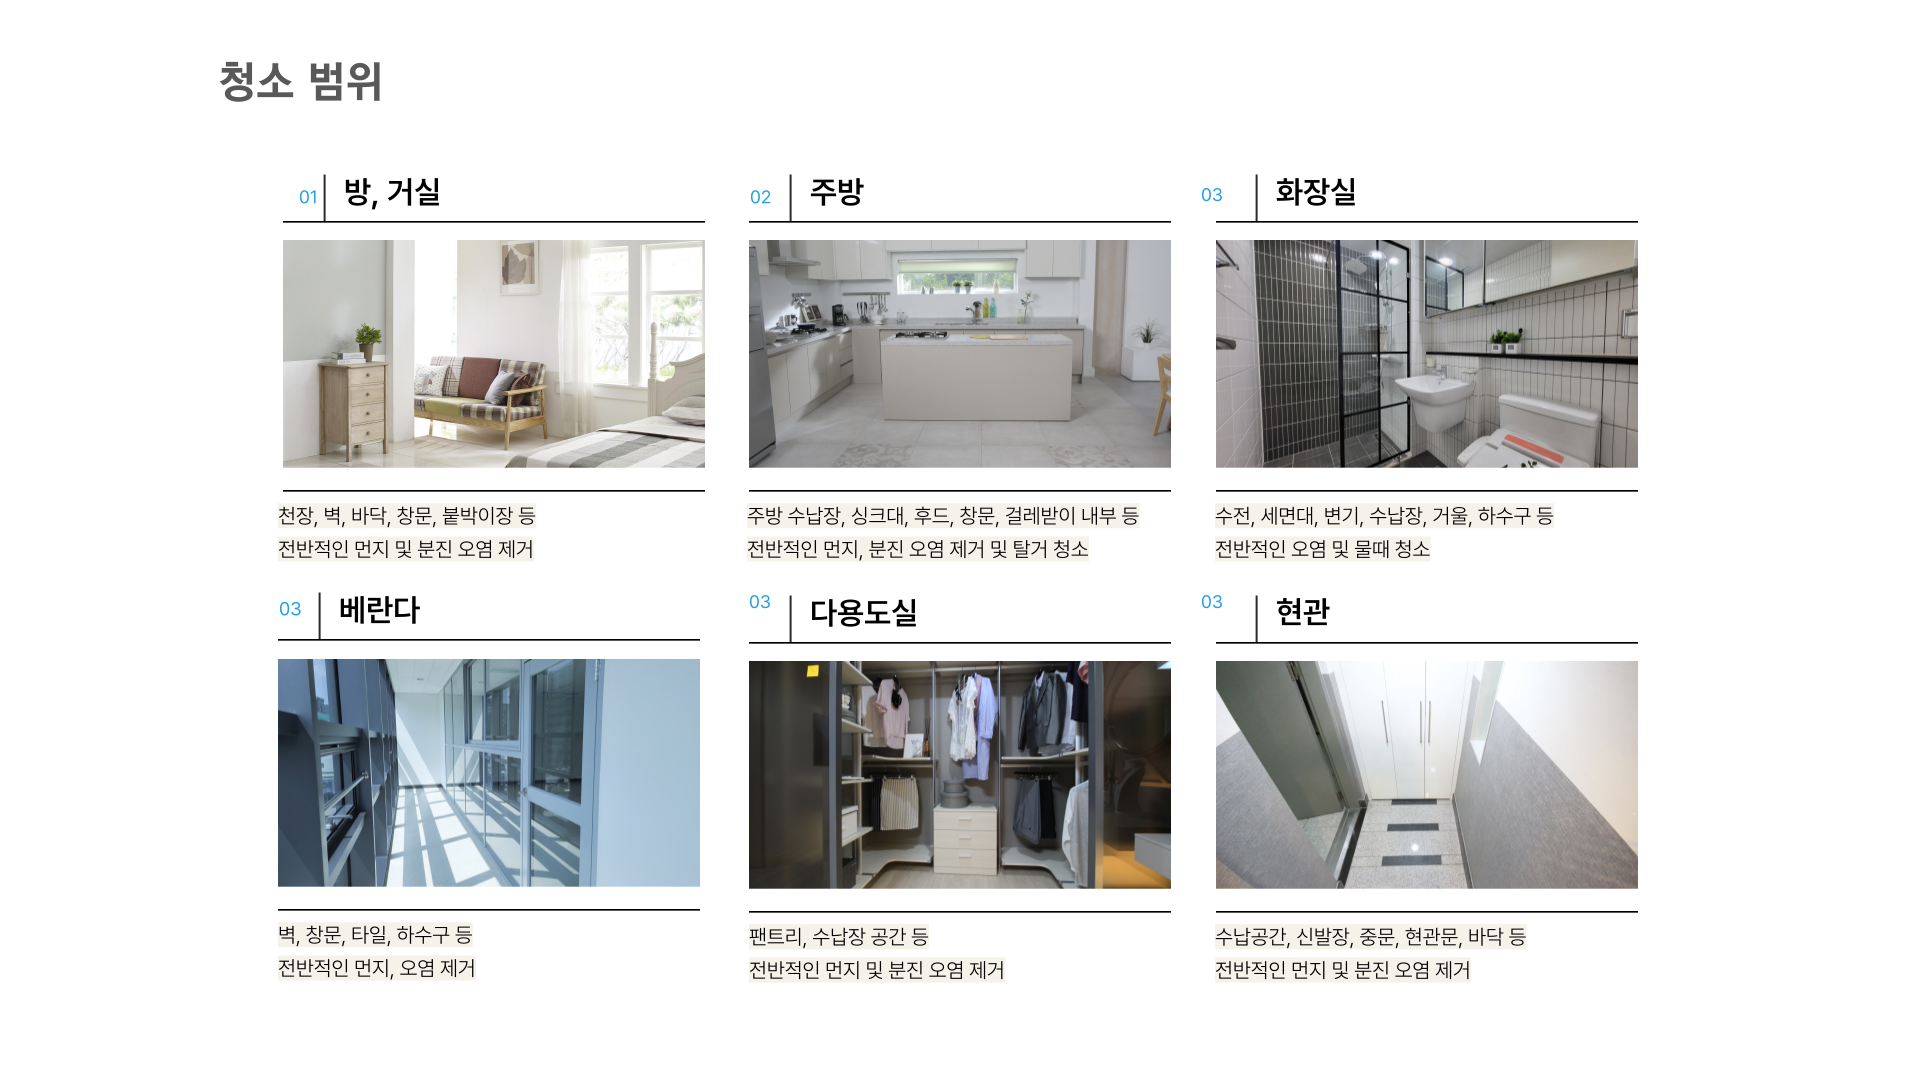 청소 범위
01 방, 거실
천장, 벽, 바닥, 창문, 붙박이장 등
전반적인 먼지 및 분진 오염 제거
02 주방
주방 수납장, 싱크대, 후드, 창문, 걸레받이 내부 등
전반적인 먼지, 분진 오염 제거 및 탈거 청소
03 화장실
수전, 세면대, 변기, 수납장, 거울, 하수구 등
전반적인 오염 및 물때 청소
03 베란다
벽, 창문, 타일, 하수구 등
전반적인 먼지, 오염 제거
03 다용도실
팬트리, 수납장 공간 등
전반적인 먼지 및 분진 오염 제거
03 현관
수납공간, 신발장, 중문, 현관문, 바닥 등
전반적인 먼지 및 분진 오염 제거